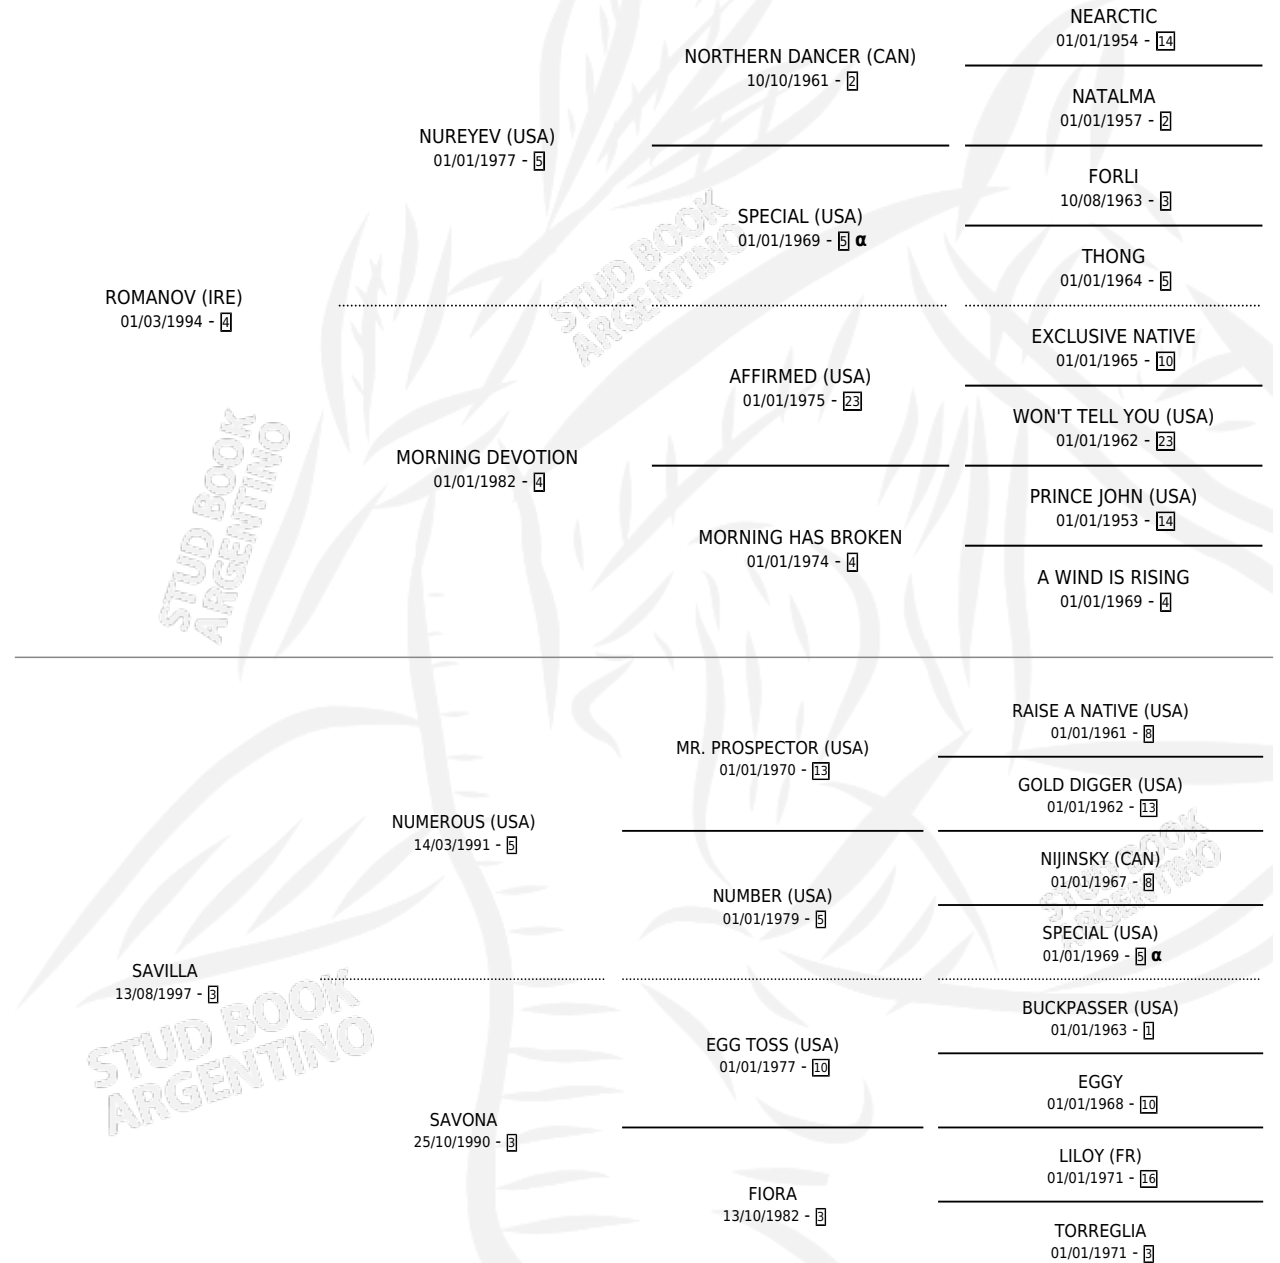 NEARCTIC
01/01/1954 - 14
NORTHERN DANCER (CAN)
10/10/1961 - 2
NATALMA
01/01/1957 - 2
NUREYEV (USA)
01/01/1977 - 5
FORLI
10/08/1963 - 3
SPECIAL (USA)
01/01/1969 - 5 α
THONG
01/01/1964 - 5
ROMANOV (IRE)
01/03/1994 - 4
EXCLUSIVE NATIVE
01/01/1965 - 10
AFFIRMED (USA)
01/01/1975 - 23
WON'T TELL YOU (USA)
01/01/1962 - 23
MORNING DEVOTION
01/01/1982 - 4
PRINCE JOHN (USA)
01/01/1953 - 14
MORNING HAS BROKEN
01/01/1974 - 4
A WIND IS RISING
01/01/1969 - 4
RAISE A NATIVE (USA)
01/01/1961 - 8
MR. PROSPECTOR (USA)
01/01/1970 - 13
GOLD DIGGER (USA)
01/01/1962 - 13
NUMEROUS (USA)
14/03/1991 - 5
NIJINSKY (CAN)
01/01/1967 - 8
NUMBER (USA)
01/01/1979 - 5
SPECIAL (USA)
01/01/1969 - 5 α
SAVILLA
13/08/1997 - 3
BUCKPASSER (USA)
01/01/1963 - 1
EGG TOSS (USA)
01/01/1977 - 10
EGGY
01/01/1968 - 10
SAVONA
25/10/1990 - 3
LILOY (FR)
01/01/1971 - 16
FIORA
13/10/1982 - 3
TORREGLIA
01/01/1971 - 3
STUD BOOK
ARGENTINO
STUD BOOK
ARGENTINO
STUD BOOK
ARGENTINO
STUD BOOK
ARGENTINO